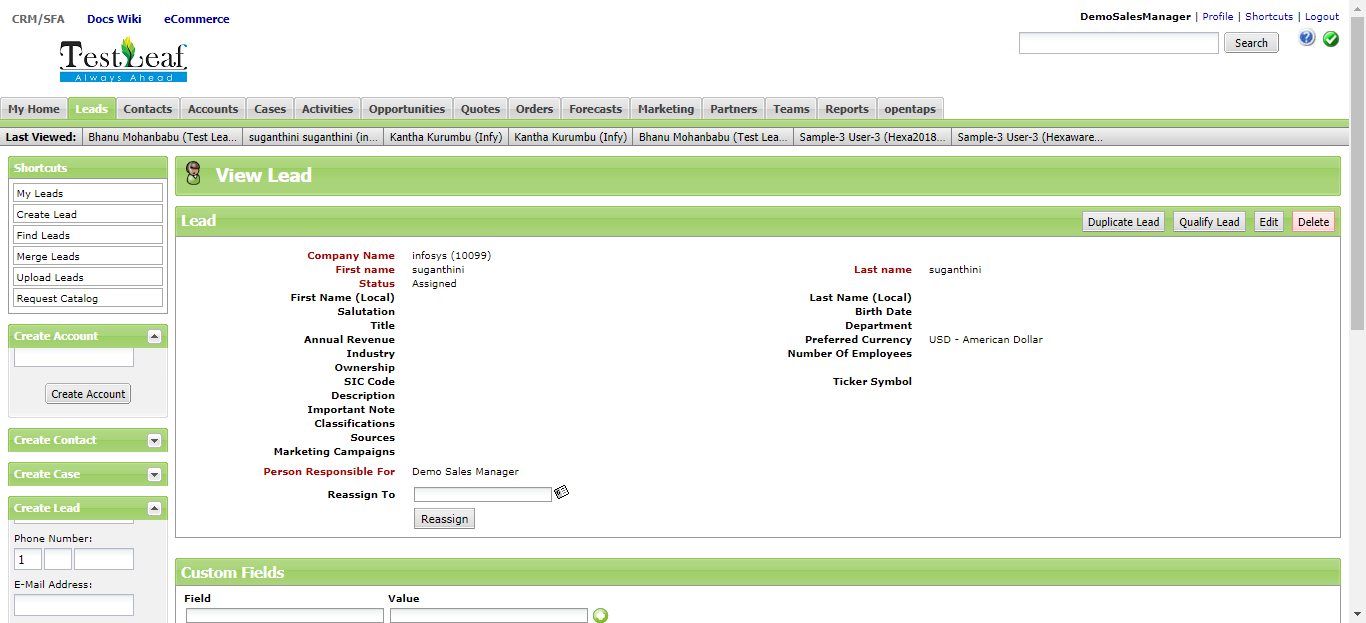 CRM/SFA Docs Wiki eCommerce
DemoSalesManager | Profile | Shortcuts | Logout
TestLeaf
Always Ahead
Search
My Home Leads Contacts Accounts Cases Activities Opportunities Quotes Orders Forecasts Marketing Partners Teams Reports opentaps
Last Viewed: Bhanu Mohanbabu (Test Lea... suganthini suganthini (in... Kantha Kurumbu (Infy) Kantha Kurumbu (Infy) Bhanu Mohanbabu (Test Lea... Sample-3 User-3 (Hexa2018... Sample-3 User-3 (Hexaware...
Shortcuts
My Leads
Create Lead
Find Leads
Merge Leads
Upload Leads
Request Catalog
Create Account
Create Account
Create Contact
Create Case
Create Lead
Phone Number:
1
E-Mail Address:
View Lead
Lead
Duplicate Lead Qualify Lead Edit Delete
Company Name infosys (10099)
First name suganthini Last name suganthini
Status Assigned
First Name (Local) Last Name (Local)
Salutation Birth Date
Title Department
Annual Revenue Preferred Currency USD - American Dollar
Industry Number Of Employees
Ownership
SIC Code Ticker Symbol
Description
Important Note
Classifications
Sources
Marketing Campaigns
Person Responsible For Demo Sales Manager
Reassign To
Reassign
Custom Fields
Field Value